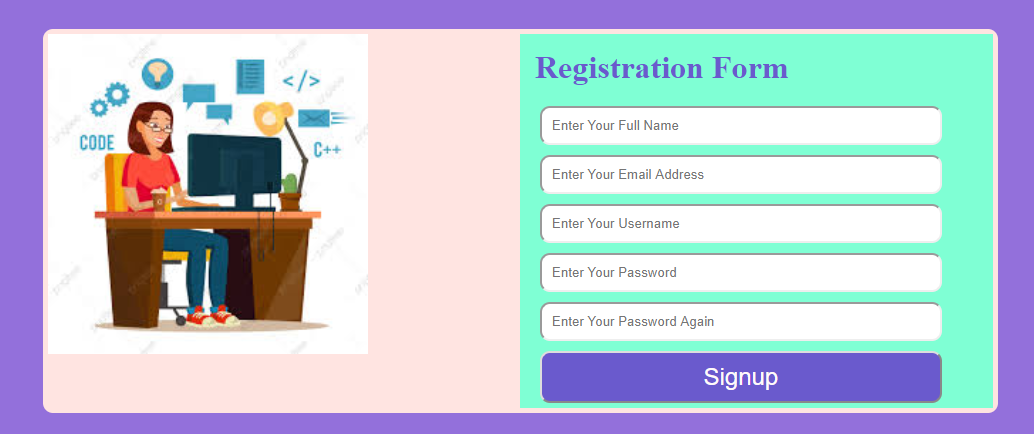 CODE
</>
C++
Registration Form
Enter Your Full Name
Enter Your Email Address
Enter Your Username
Enter Your Password
Enter Your Password Again
Signup